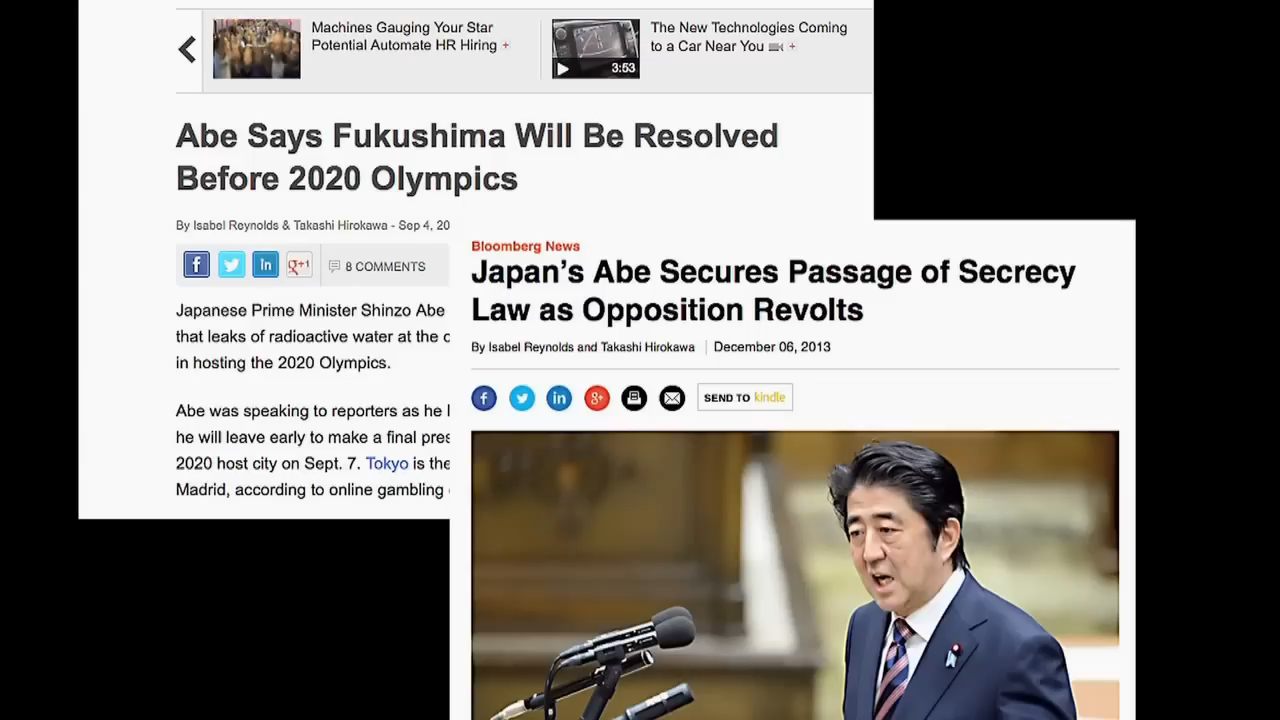 Machines Gauging Your Star
Potential Automate HR Hiring +
The New Technologies Coming
to a Car Near You +
3:53
Abe Says Fukushima Will Be Resolved
Before 2020 Olympics
By Isabel Reynolds & Takashi Hirokawa - Sep 4, 20
f in g+1 8 COMMENTS
Japanese Prime Minister Shinzo Abe
that leaks of radioactive water at the
in hosting the 2020 Olympics.
Abe was speaking to reporters as he
he will leave early to make a final
2020 host city on Sept. 7. Tokyo is the
Madrid, according to online gambling
Bloomberg News
Japan's Abe Secures Passage of Secrecy
Law as Opposition Revolts
By Isabel Reynolds and Takashi Hirokawa | December 06, 2013
f in g+ SEND TO kindle